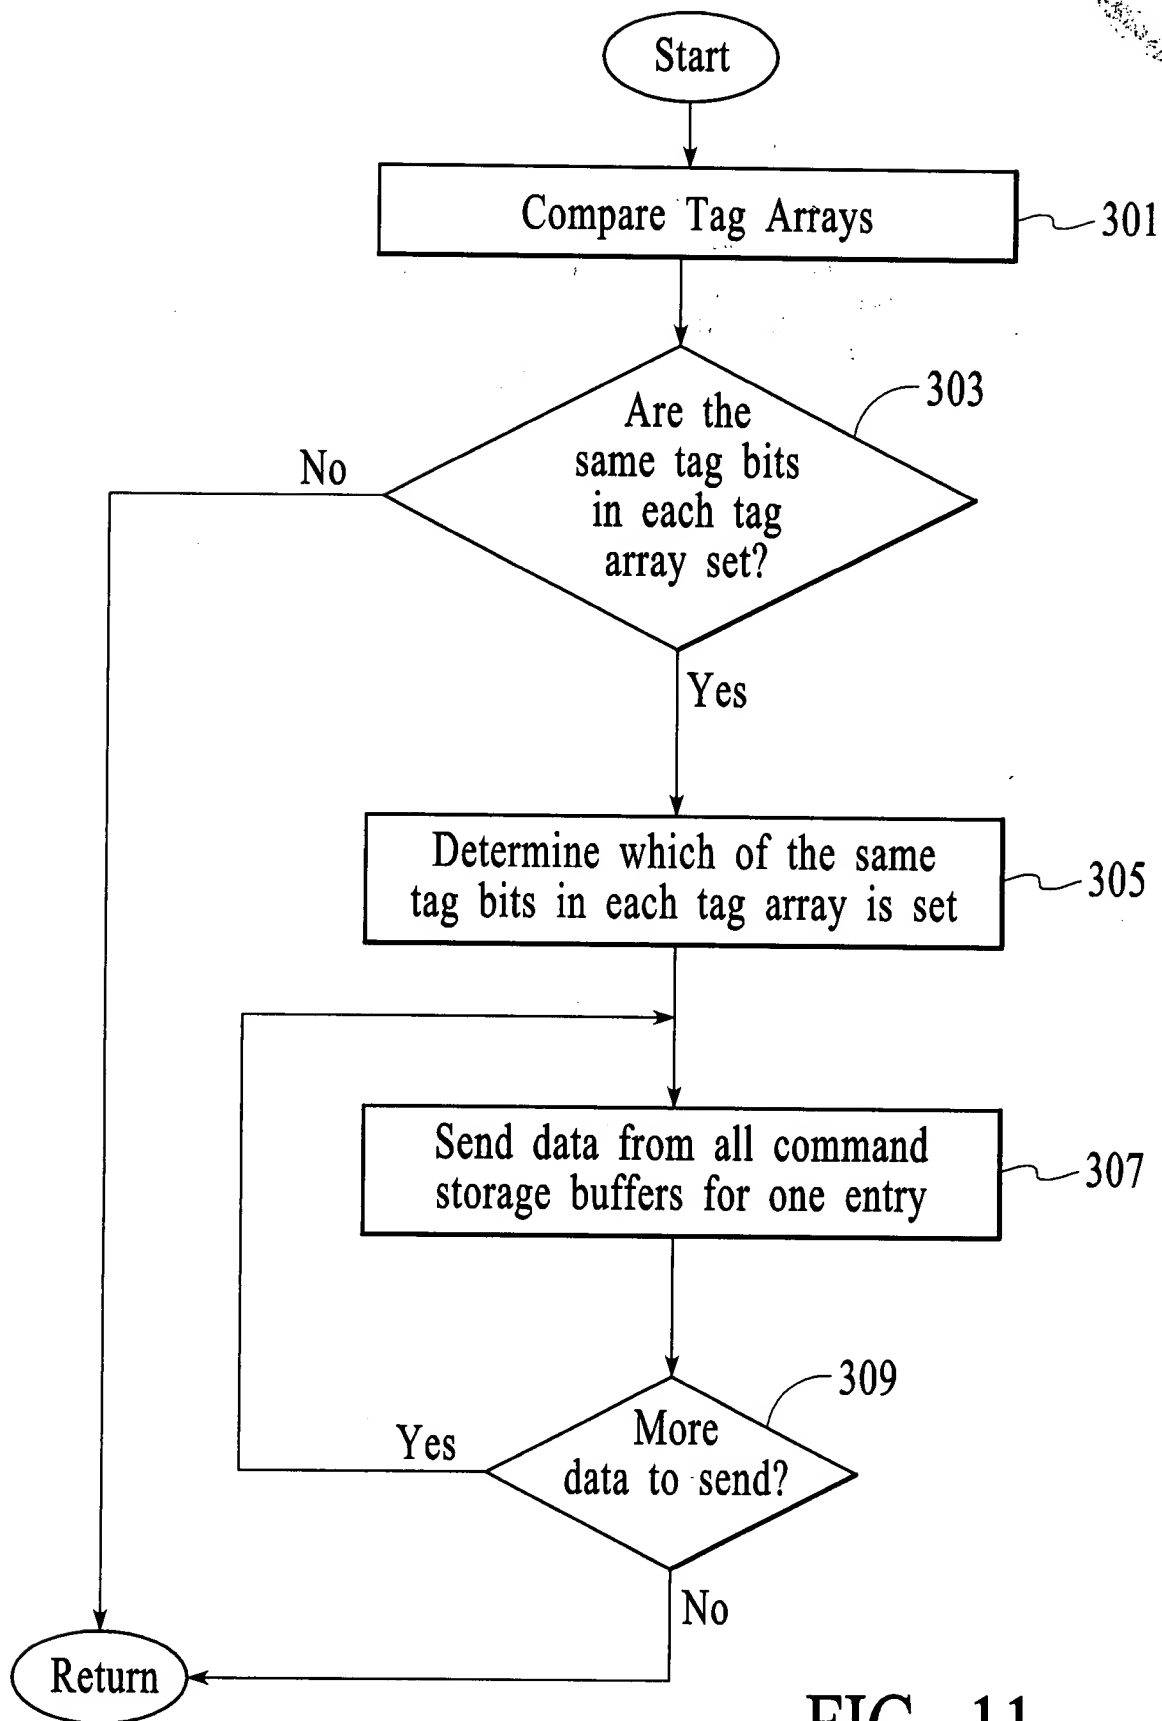 Start
Compare Tag Arrays
301
Are the
same tag bits
in each tag
array set?
303
No
Yes
Determine which of the same
tag bits in each tag array is set
305
Send data from all command
storage buffers for one entry
307
More
data to send?
309
Yes
No
Return
FIG. 11